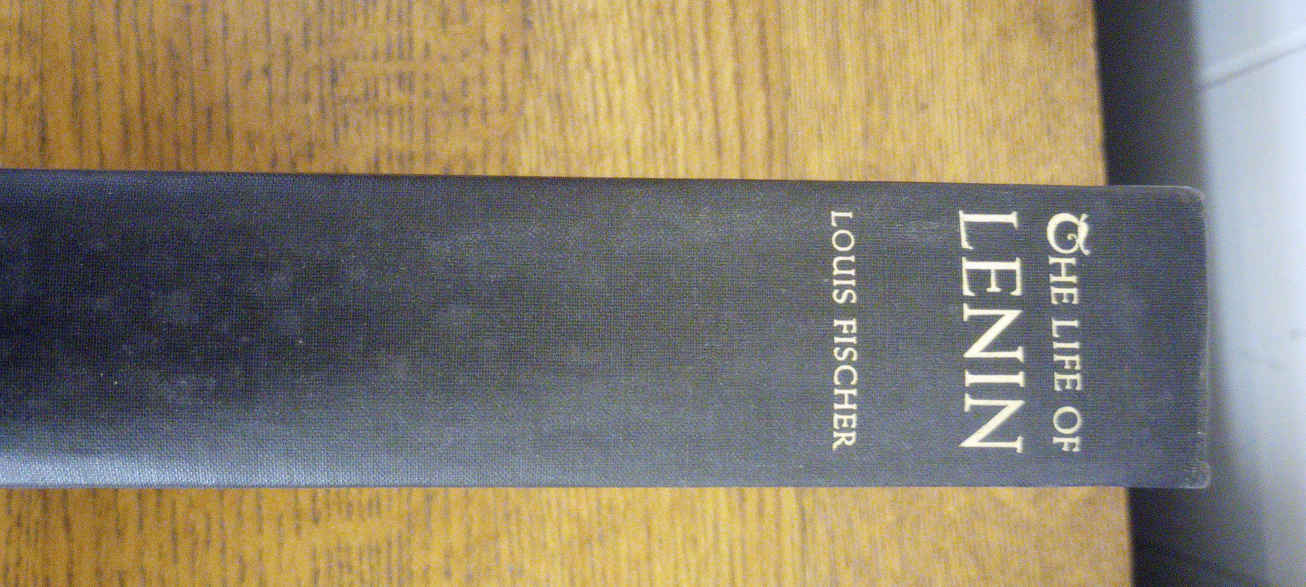 THE LIFE OF
LENIN
LOUIS FISCHER